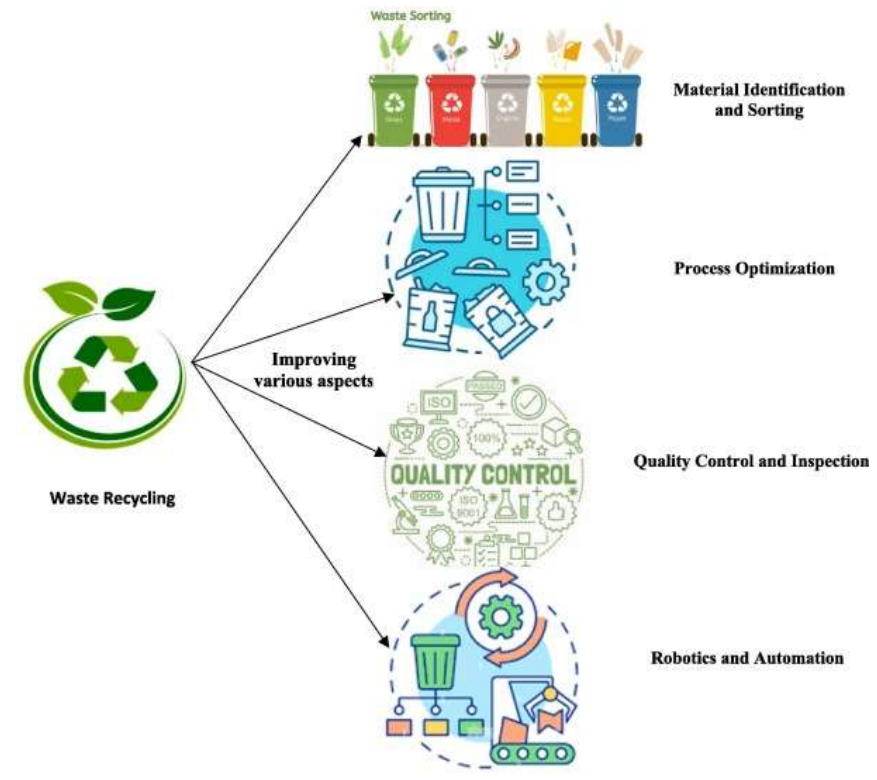 Waste Sorting
Material Identification
and Sorting
Process Optimization
Improving
various aspects
PASSED
ISO
100%
QUALITY CONTROL
ISO
9001
Quality Control and Inspection
Waste Recycling
Robotics and Automation